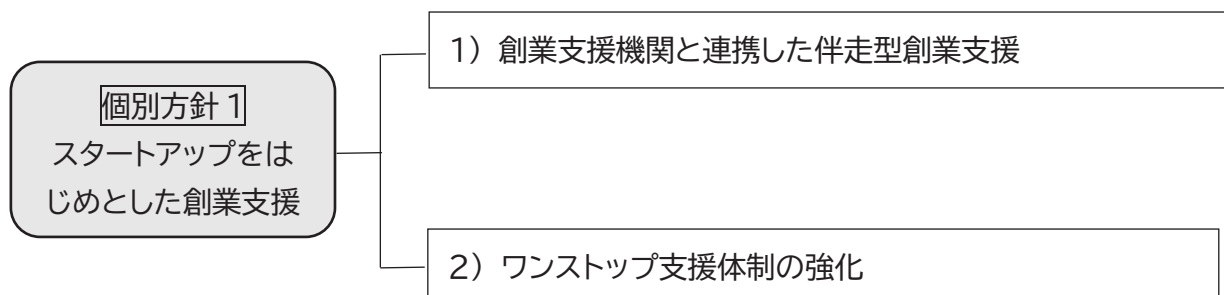 個別方針1
スタートアップをは
じめとした創業支援
1）創業支援機関と連携した伴走型創業支援
2）ワンストップ支援体制の強化